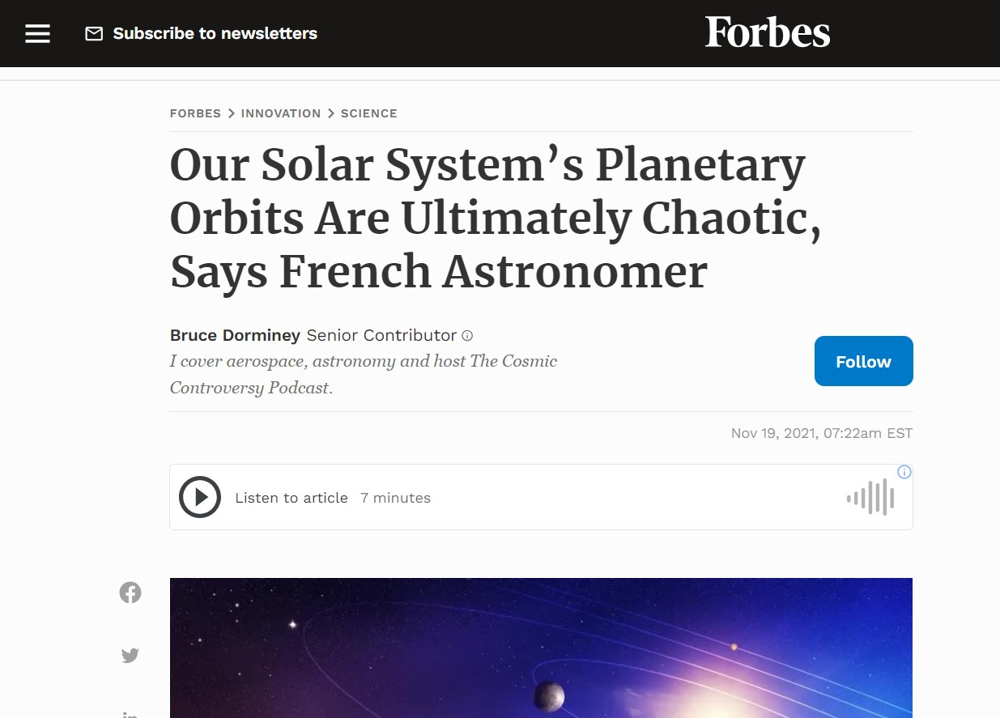 Subscribe to newsletters
Forbes
FORBES > INNOVATION > SCIENCE
Our Solar System’s Planetary
Orbits Are Ultimately Chaotic,
Says French Astronomer
Bruce Dorminey Senior Contributor
I cover aerospace, astronomy and host The Cosmic
Controversy Podcast.
Follow
Nov 19, 2021, 07:22am EST
Listen to article 7 minutes